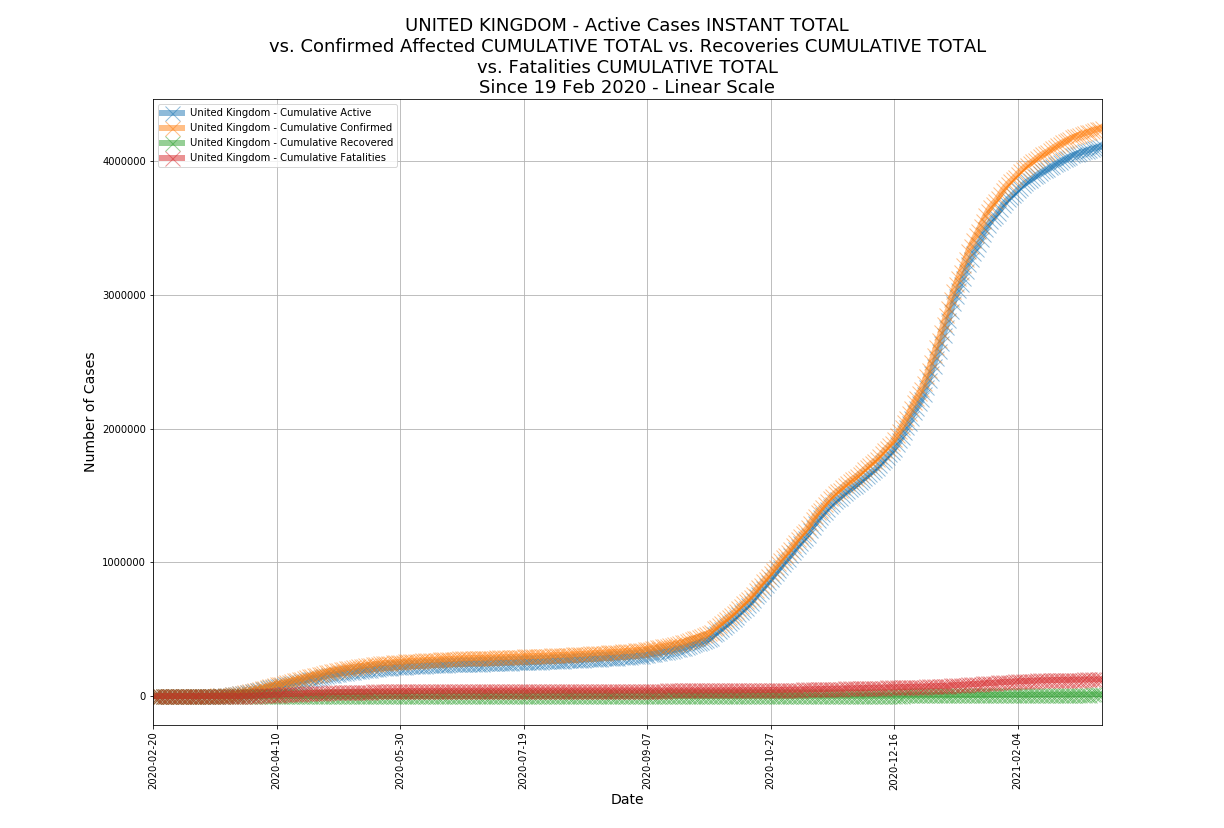 UNITED KINGDOM - Active Cases INSTANT TOTAL
vs. Confirmed Affected CUMULATIVE TOTAL vs. Recoveries CUMULATIVE TOTAL
vs. Fatalities CUMULATIVE TOTAL
Since 19 Feb 2020 - Linear Scale
United Kingdom - Cumulative Active
United Kingdom - Cumulative Confirmed
United Kingdom - Cumulative Recovered
United Kingdom - Cumulative Fatalities
Number of Cases
4000000
3000000
2000000
1000000
0
2020-02-20
2020-04-10
2020-05-30
2020-07-19
2020-09-07
2020-10-27
2020-12-16
2021-02-04
Date